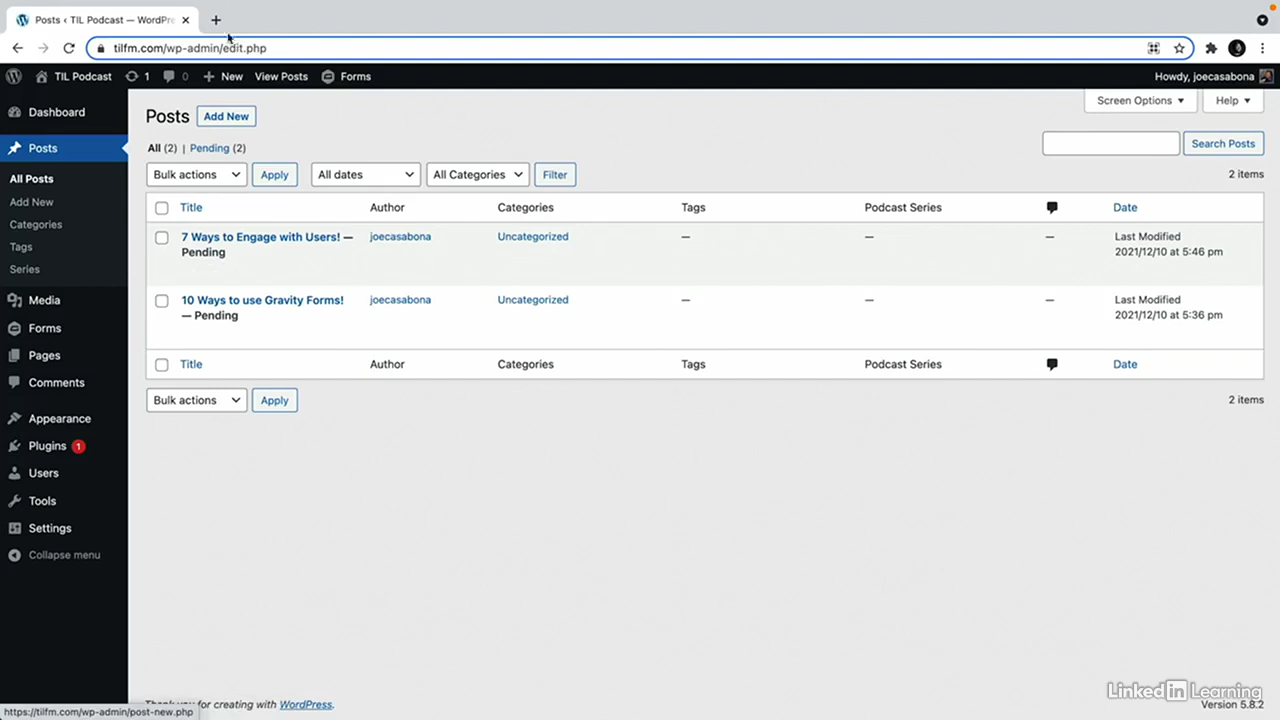 Posts ‹ TIL Podcast — WordPre
tilfm.com/wp-admin/edit.php
TIL Podcast 1 0 New View Posts Forms Howdy, joecasabona
Dashboard
Posts
All Posts
Add New
Categories
Tags
Series
Media
Forms
Pages
Comments
Appearance
Plugins 1
Users
Tools
Settings
Collapse menu
Screen Options Help
Posts Add New
All (2) | Pending (2)
Search Posts
Bulk actions Apply All dates All Categories Filter 2 items
Title Author Categories Tags Podcast Series Date
7 Ways to Engage with Users! — joecasabona Uncategorized — — — Last Modified
Pending 2021/12/10 at 5:46 pm
10 Ways to use Gravity Forms! joecasabona Uncategorized — — — Last Modified
— Pending 2021/12/10 at 5:36 pm
Title Author Categories Tags Podcast Series Date
Bulk actions Apply 2 items
Thank you for creating with WordPress.
Version 5.8.2
https://tilfm.com/wp-admin/post-new.php
LinkedIn Learning